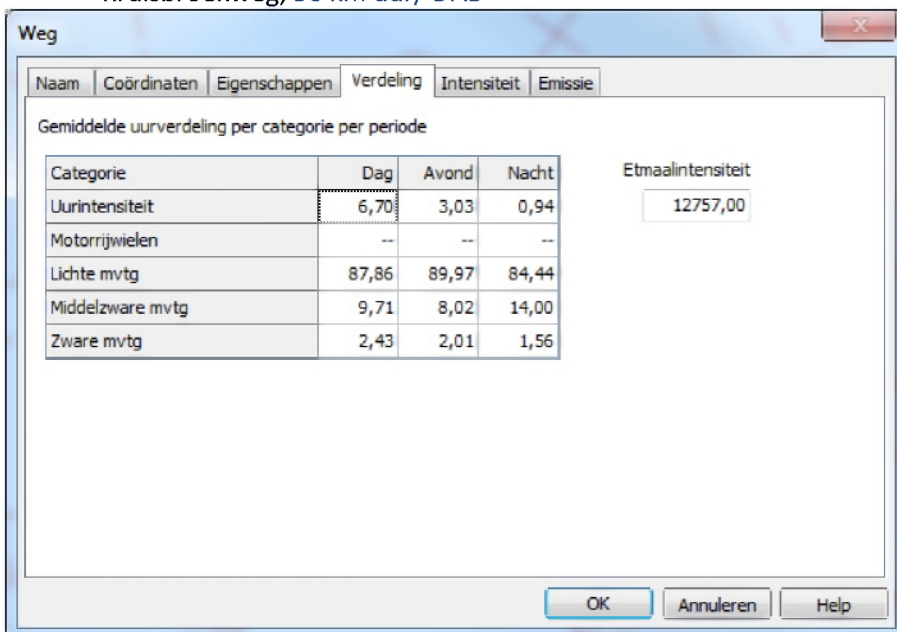 Weg
Naam Coördinaten Eigenschappen Verdeling Intensiteit Emissie
Gemiddelde uurverdeling per categorie per periode
Categorie Dag Avond Nacht Etmaalintensiteit
Uurintensiteit 6,70 3,03 0,94 12757,00
Motorrijwielen -- -- --
Lichte mvtg 87,86 89,97 84,44
Middelzware mvtg 9,71 8,02 14,00
Zware mvtg 2,43 2,01 1,56
OK Annuleren Help